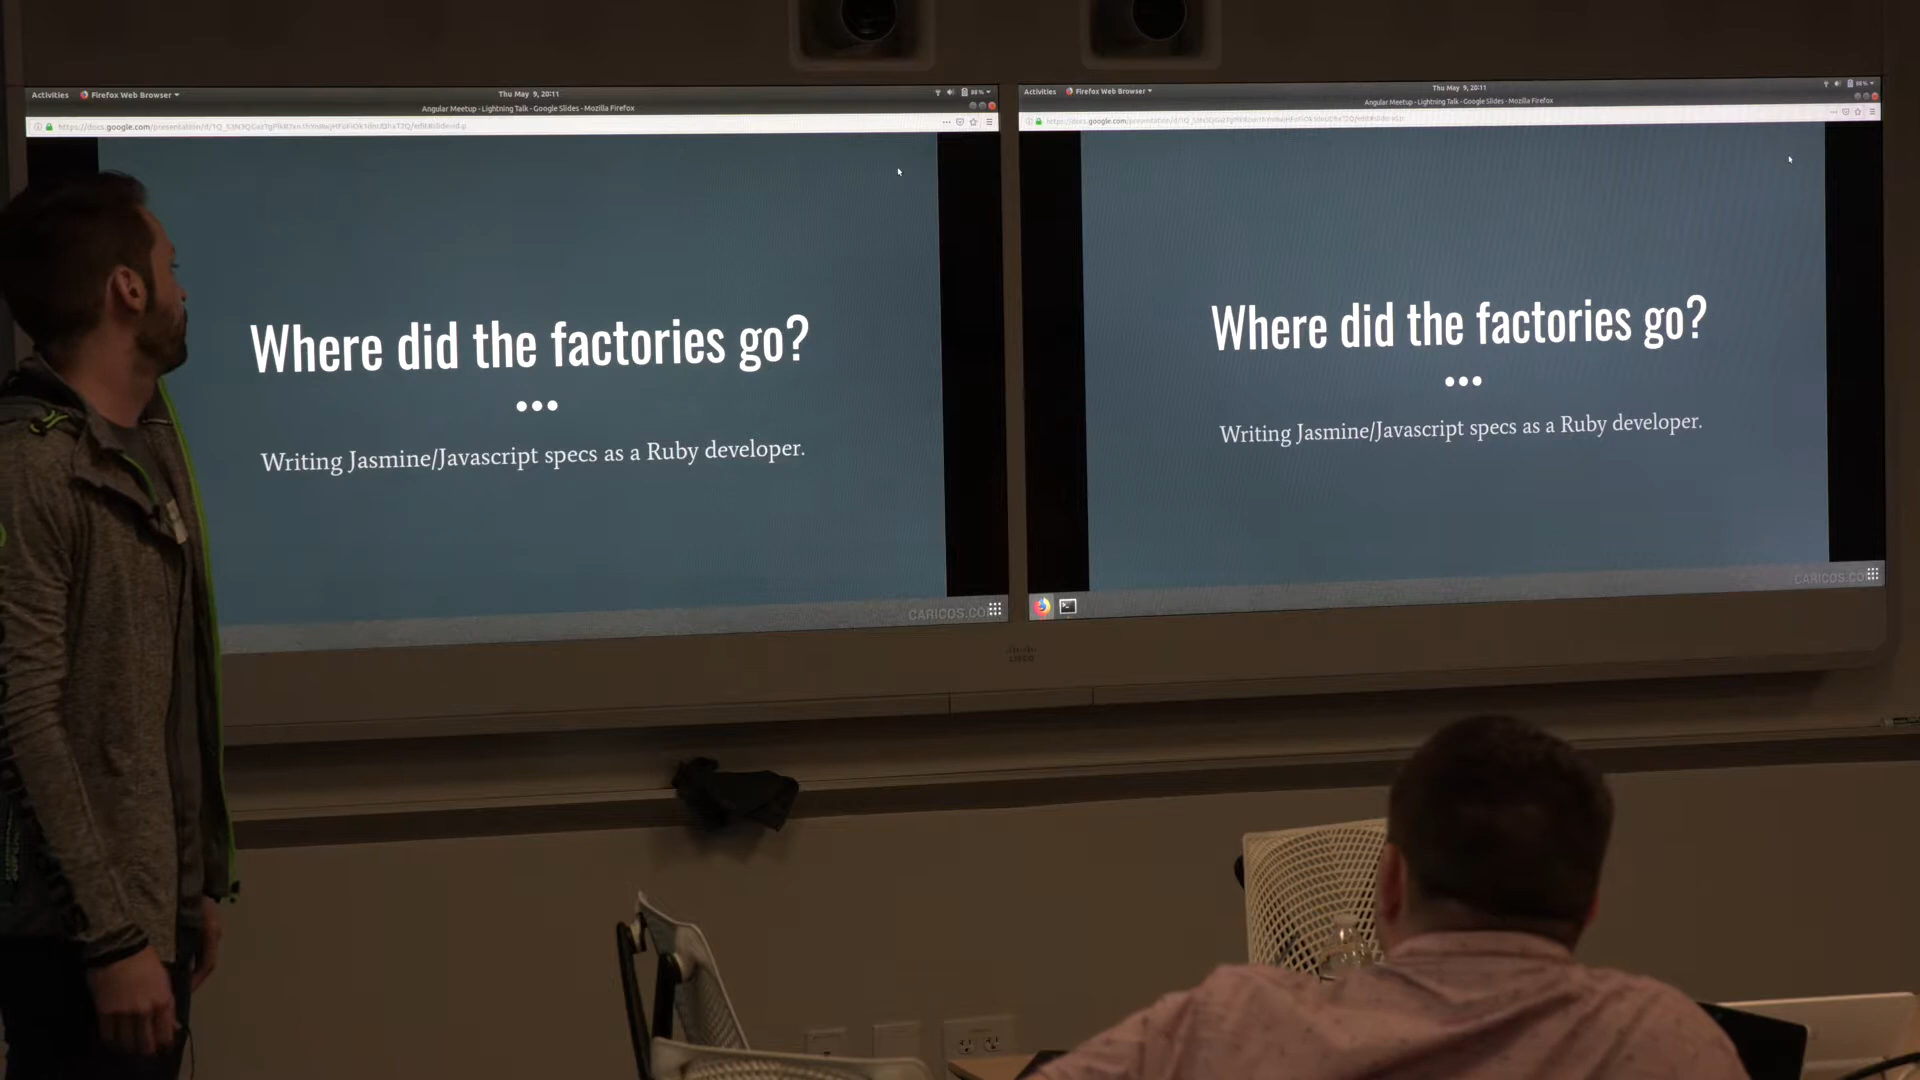 Activities Firefox Web Browser Thu May 9, 20:11 88%
Angular Meetup - Lightning Talk - Google Slides - Mozilla Firefox
Where did the factories go?
Writing Jasmine/Javascript specs as a Ruby developer.
CARICOS.CO
Activities Firefox Web Browser Thu May 9, 20:11 88%
Angular Meetup - Lightning Talk - Google Slides - Mozilla Firefox
Where did the factories go?
Writing Jasmine/Javascript specs as a Ruby developer.
CARICOS.CO
CISCO